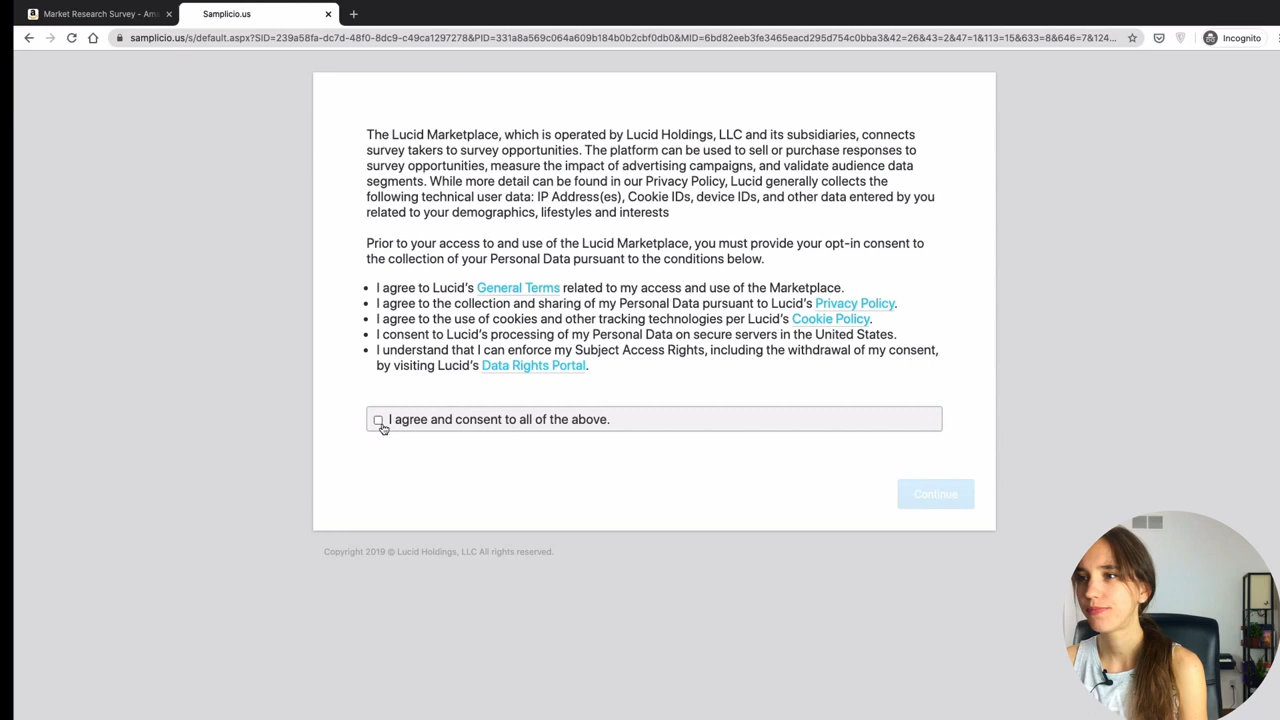 Market Research Survey - Ama
Samplicio.us
samplicio.us/s/default.aspx?SID=239a58fa-dc7d-48f0-8dc9-c49ca1297278&PID=331a8a569c064a609b184b0b2cbf0db0&MID=6bd82eeb3fe3465eacd295d754c0bba3&42=26&43=2&47=1&113=15&633=8&646=7&124...
Incognito
The Lucid Marketplace, which is operated by Lucid Holdings, LLC and its subsidiaries, connects
survey takers to survey opportunities. The platform can be used to sell or purchase responses to
survey opportunities, measure the impact of advertising campaigns, and validate audience data
segments. While more detail can be found in our Privacy Policy, Lucid generally collects the
following technical user data: IP Address(es), Cookie IDs, device IDs, and other data entered by you
related to your demographics, lifestyles and interests
Prior to your access to and use of the Lucid Marketplace, you must provide your opt-in consent to
the collection of your Personal Data pursuant to the conditions below.
• I agree to Lucid's General Terms related to my access and use of the Marketplace.
• I agree to the collection and sharing of my Personal Data pursuant to Lucid's Privacy Policy.
• I agree to the use of cookies and other tracking technologies per Lucid's Cookie Policy.
• I consent to Lucid's processing of my Personal Data on secure servers in the United States.
• I understand that I can enforce my Subject Access Rights, including the withdrawal of my consent,
by visiting Lucid's Data Rights Portal.
I agree and consent to all of the above.
Continue
Copyright 2019 © Lucid Holdings, LLC All rights reserved.